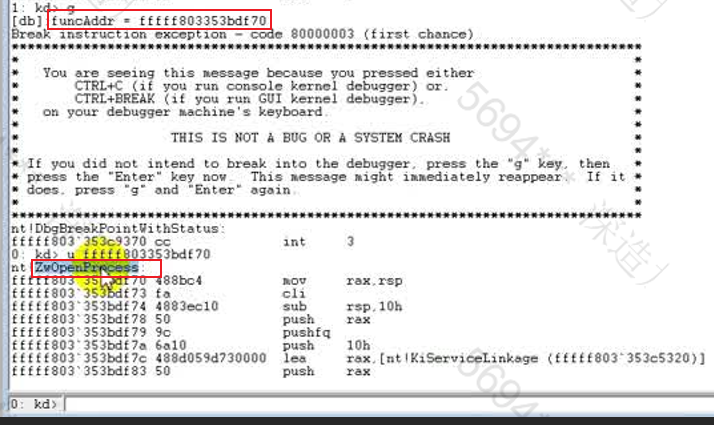 1: kd> g
[db] funcAddr = fffff803353bdf70
Break instruction exception - code 80000003 (first chance)
*******************************************************************************
*                                                                             *
*   You are seeing this message because you pressed either                    *
*       CTRL+C (if you run console kernel debugger) or,                       *
*       CTRL+BREAK (if you run GUI kernel debugger),                          *
*   on your debugger machine's keyboard.                                      *
*                                                                             *
*                   THIS IS NOT A BUG OR A SYSTEM CRASH                       *
*                                                                             *
* If you did not intend to break into the debugger, press the "g" key, then   *
* press the "Enter" key now.  This message might immediately reappear.  If it *
* does, press "g" and "Enter" again.                                          *
*                                                                             *
*******************************************************************************
nt!DbgBreakPointWithStatus:
fffff803`353c9370 cc              int     3
0: kd> u fffff803353bdf70
nt!ZwOpenProcess:
fffff803`353bdf70 488bc4          mov     rax,rsp
fffff803`353bdf73 fa              cli
fffff803`353bdf74 4883ec10        sub     rsp,10h
fffff803`353bdf78 50              push    rax
fffff803`353bdf79 9c              pushfq
fffff803`353bdf7a 6a10            push    10h
fffff803`353bdf7c 488d059d730000  lea     rax,[nt!KiServiceLinkage (fffff803`353c5320)]
fffff803`353bdf83 50              push    rax
0: kd>
5694**
深造）
5694**